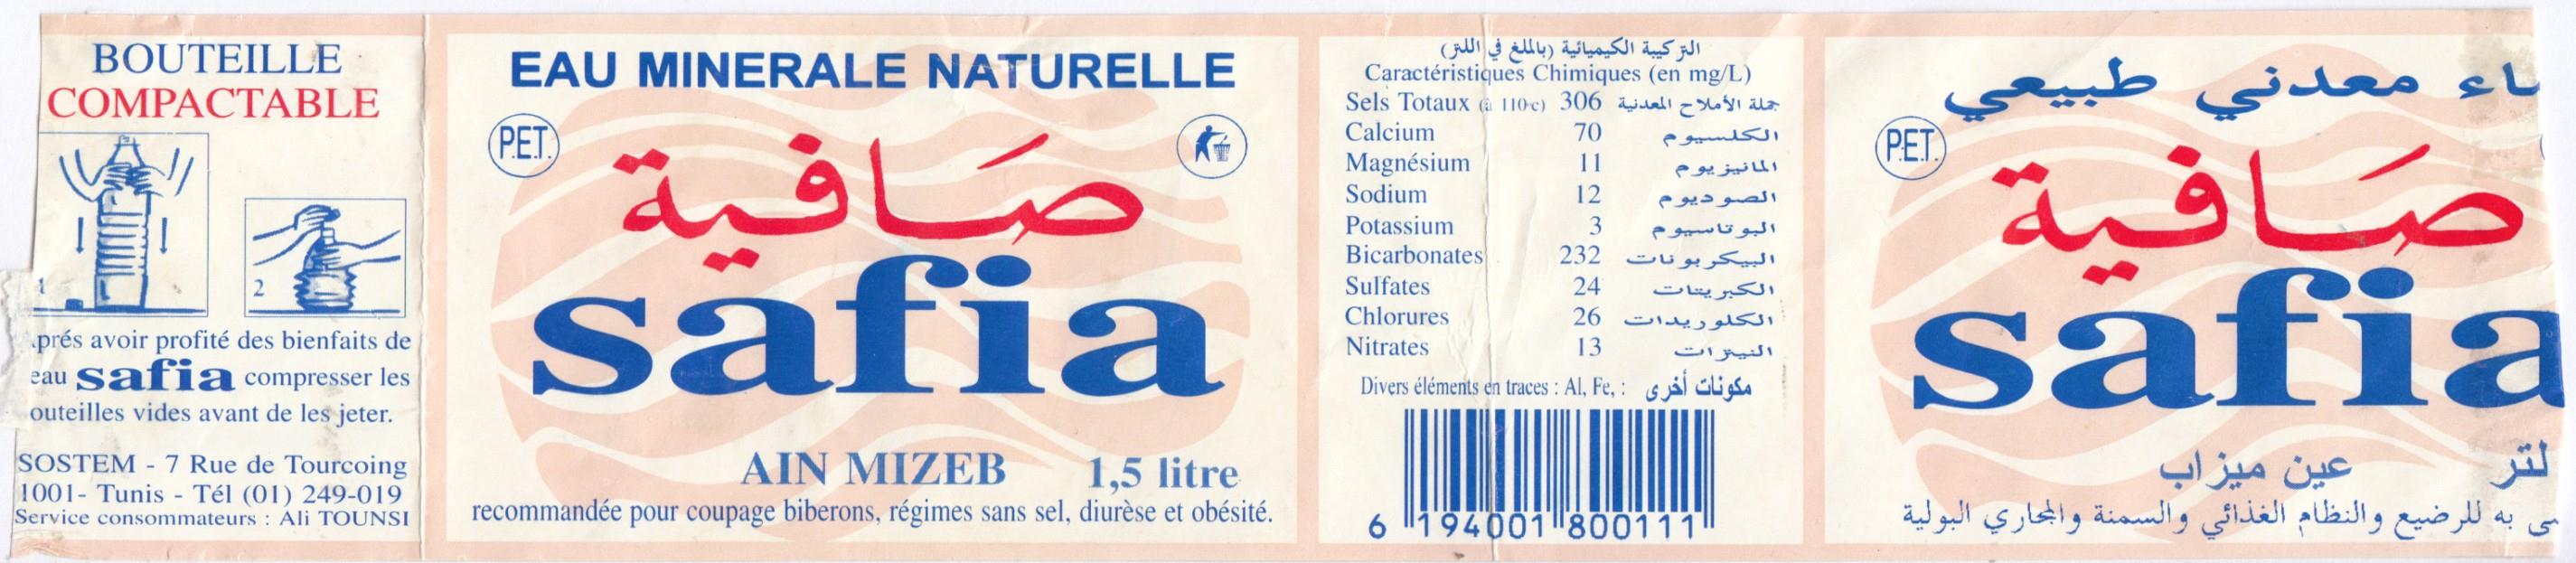 BOUTEILLE
COMPACTABLE
1
2
prés avoir profité des bienfaits de
eau safia compresser les
outeilles vides avant de les jeter.
SOSTEM - 7 Rue de Tourcoing
1001- Tunis - Tél (01) 249-019
Service consommateurs : Ali TOUNSI
EAU MINERALE NATURELLE
P.E.T.
صَافية
safia
AIN MIZEB 1,5 litre
recommandée pour coupage biberons, régimes sans sel, diurèse et obésité.
التركيبة الكيميائية (بالملغ في اللتر)
Caractéristiques Chimiques (en mg/L)
Sels Totaux (à 110°c) 306 جملة الأملاح المعدنية
Calcium 70 الكلسيوم
Magnésium 11 المانيزيوم
Sodium 12 الصوديوم
Potassium 3 البوتاسيوم
Bicarbonates 232 البيكربونات
Sulfates 24 الكبريتات
Chlorures 26 الكلوريدات
Nitrates 13 النيترات
Divers éléments en traces : Al, Fe, : مكونات أخرى
6 194001 800111
ماء معدني طبيعي
P.E.T.
صَافية
safia
عين ميزاب لتر
ى به للرضيع والنظام الغذائي والسمنة والمجاري البولية